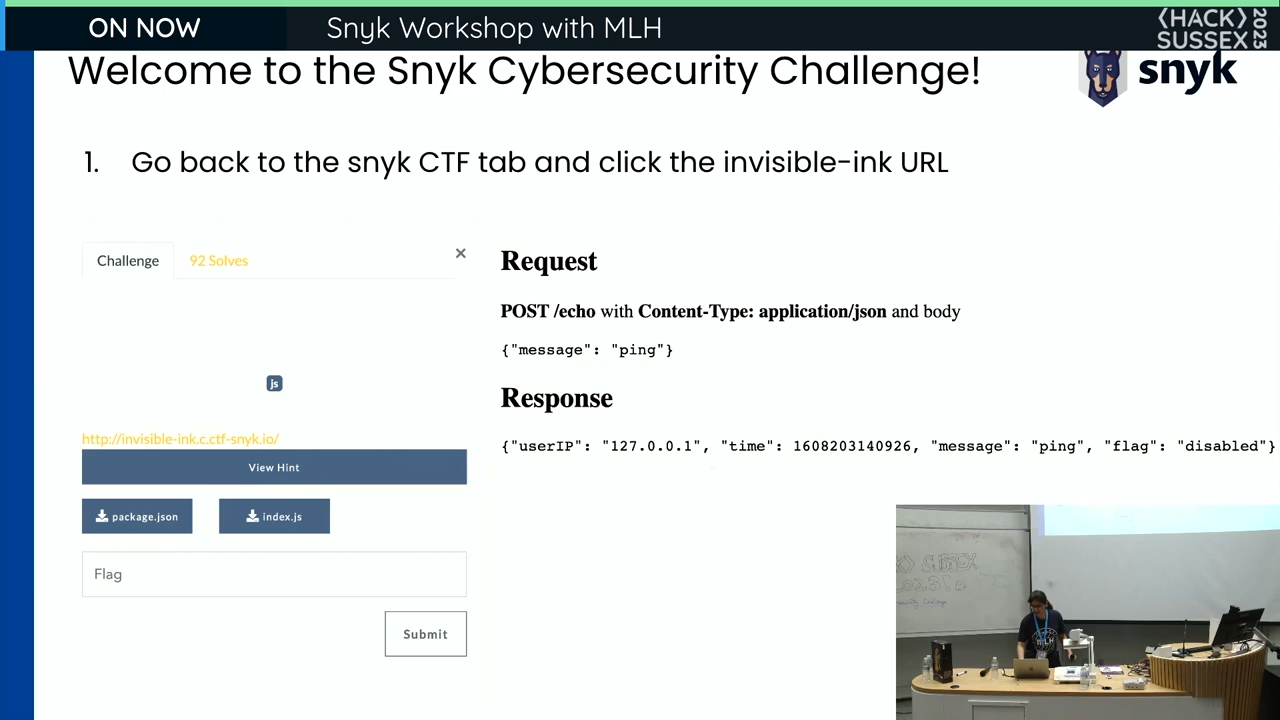 ON NOW
Snyk Workshop with MLH
{HACK}
SUSSEX
2023
Welcome to the Snyk Cybersecurity Challenge!
snyk
1. Go back to the snyk CTF tab and click the invisible-ink URL
Challenge
92 Solves
×
js
http://invisible-ink.c.ctf-snyk.io/
View Hint
package.json
index.js
Flag
Submit
Request
POST /echo with Content-Type: application/json and body
{"message": "ping"}
Response
{"userIP": "127.0.0.1", "time": 1608203140926, "message": "ping", "flag": "disabled"}
SUSSEX
MLH